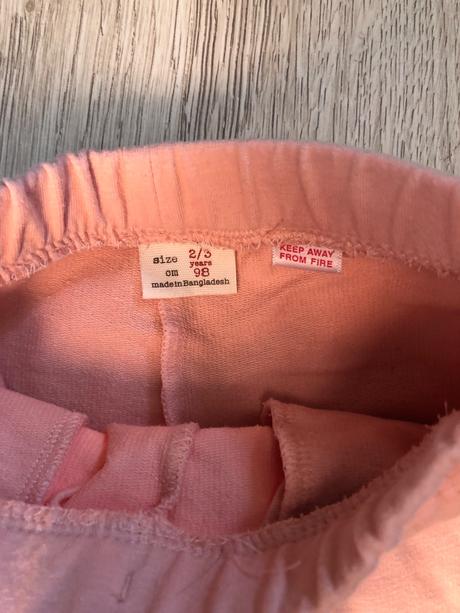 size 2/3
years
cm 98
made in Bangladesh
KEEP AWAY
FROM FIRE